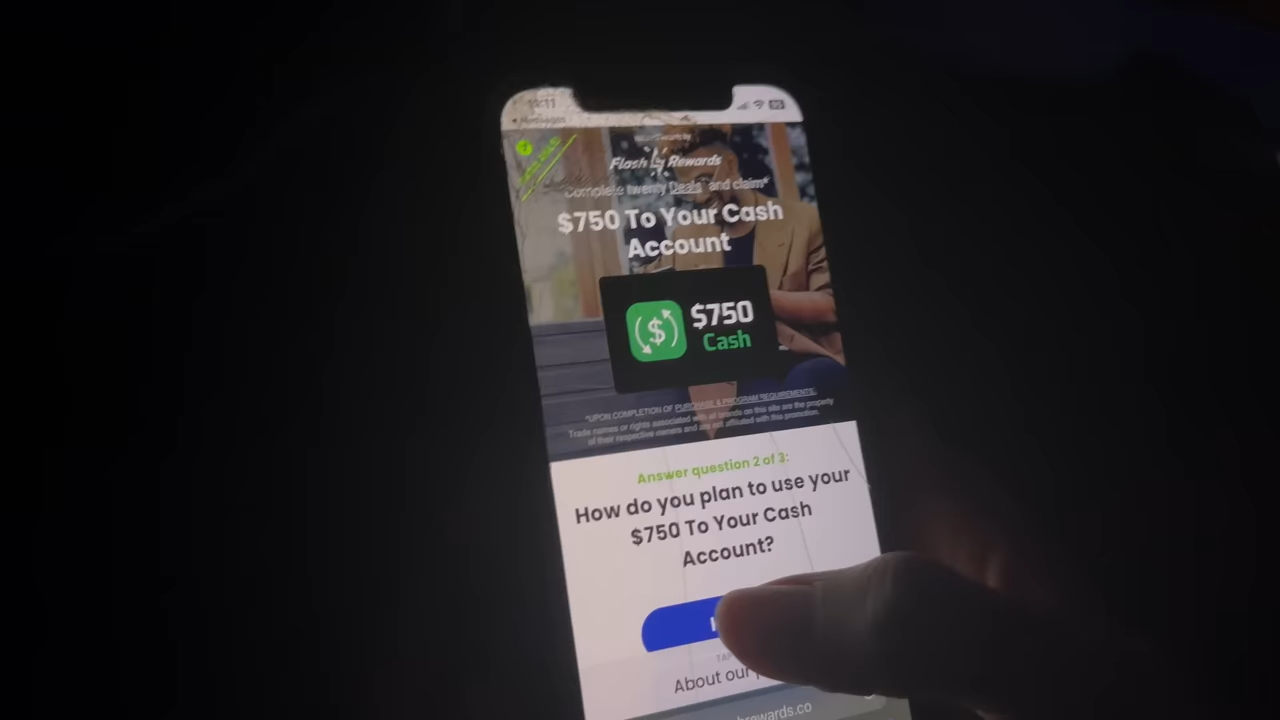 Flash Rewards
Complete twenty Deals* and claim*
$750 To Your Cash
Account
$750
Cash
*UPON COMPLETION OF PURCHASE & PROGRAM REQUIREMENTS.
Trade names or rights associated with all brands on this site are the property
of their respective owners and are not affiliated with this promotion.
Answer question 2 of 3:
How do you plan to use your
$750 To Your Cash
Account?
About our